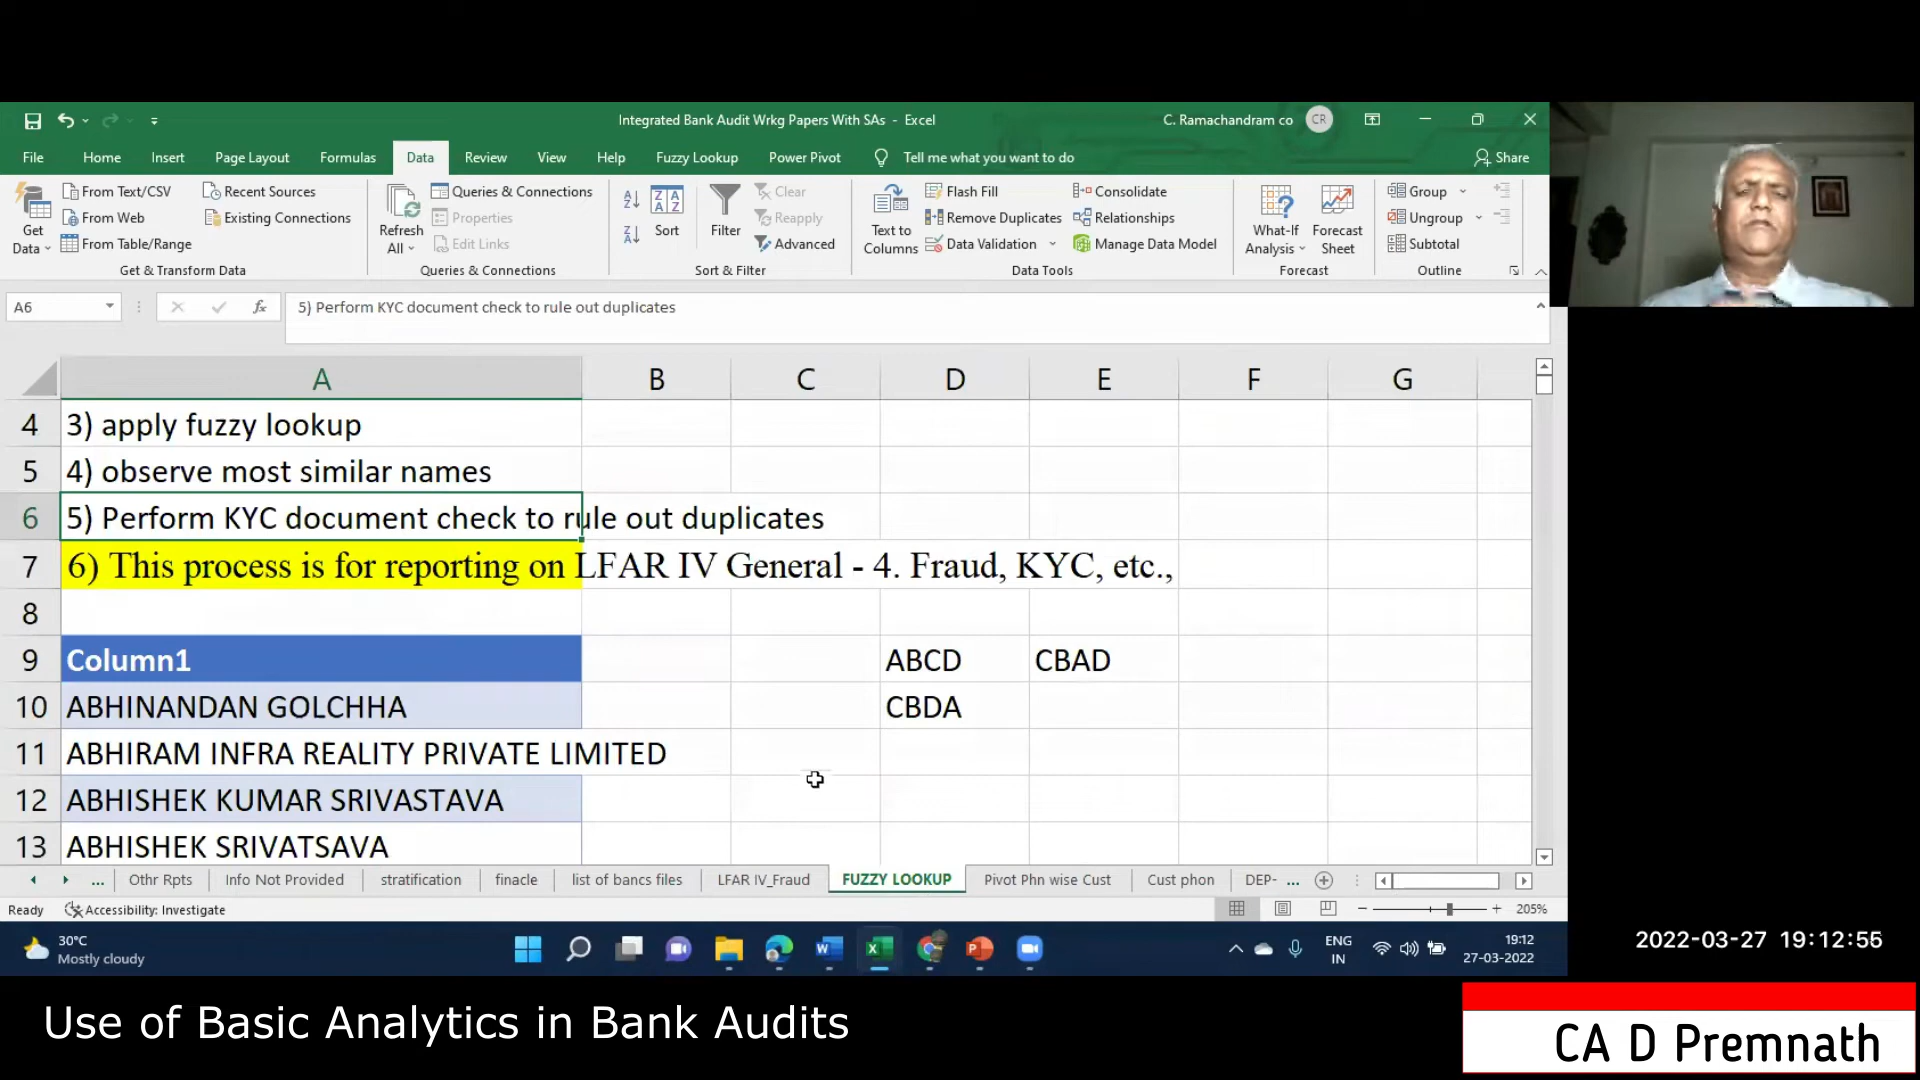 Integrated Bank Audit Wrkg Papers With SAs - Excel
C. Ramachandram co CR
File Home Insert Page Layout Formulas Data Review View Help Fuzzy Lookup Power Pivot Tell me what you want to do Share
Get Data
From Text/CSV
From Web
From Table/Range
Recent Sources
Existing Connections
Get & Transform Data
Refresh All
Queries & Connections
Properties
Edit Links
Queries & Connections
Sort
Filter
Clear
Reapply
Advanced
Sort & Filter
Text to Columns
Flash Fill
Remove Duplicates
Data Validation
Consolidate
Relationships
Manage Data Model
Data Tools
What-If Analysis
Forecast Sheet
Forecast
Group
Ungroup
Subtotal
Outline
A6 fx 5) Perform KYC document check to rule out duplicates
A B C D E F G
4 3) apply fuzzy lookup
5 4) observe most similar names
6 5) Perform KYC document check to rule out duplicates
7 6) This process is for reporting on LFAR IV General - 4. Fraud, KYC, etc.,
8
9 Column1 ABCD CBAD
10 ABHINANDAN GOLCHHA CBDA
11 ABHIRAM INFRA REALITY PRIVATE LIMITED
12 ABHISHEK KUMAR SRIVASTAVA
13 ABHISHEK SRIVATSAVA
... Othr Rpts Info Not Provided stratification finacle list of bancs files LFAR IV_Fraud FUZZY LOOKUP Pivot Phn wise Cust Cust phon DEP- ...
Ready Accessibility: Investigate 205%
30°C
Mostly cloudy
ENG
IN
19:12
27-03-2022
2022-03-27 19:12:56
Use of Basic Analytics in Bank Audits
CA D Premnath